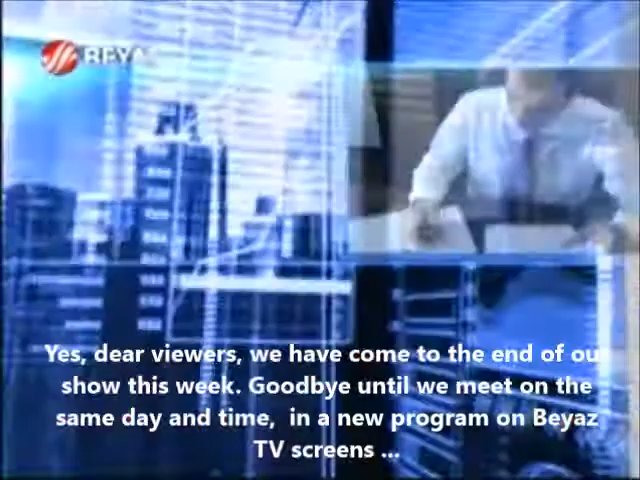 BEYA
Yes, dear viewers, we have come to the end of our
show this week. Goodbye until we meet on the
same day and time,  in a new program on Beyaz
TV screens ...